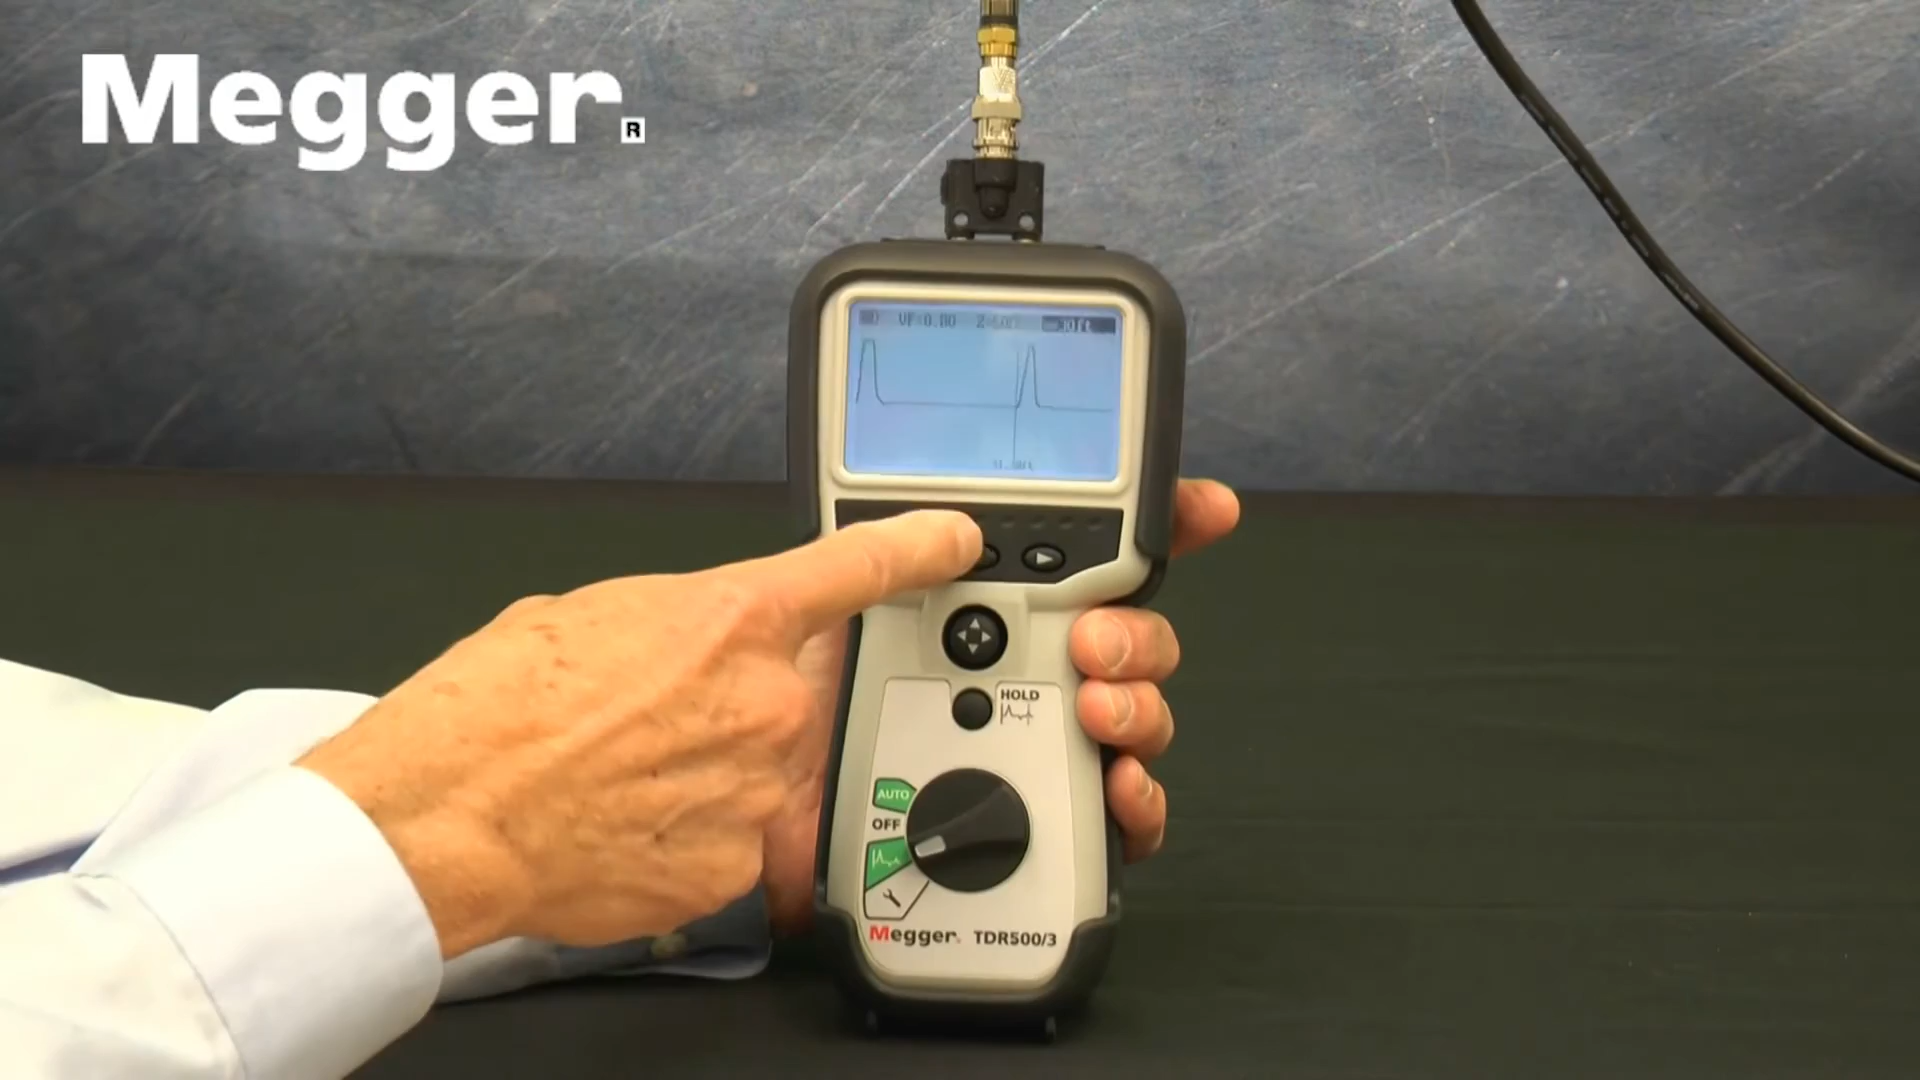 Megger.®
VF=0.80
HOLD
AUTO
OFF
Megger. TDR500/3